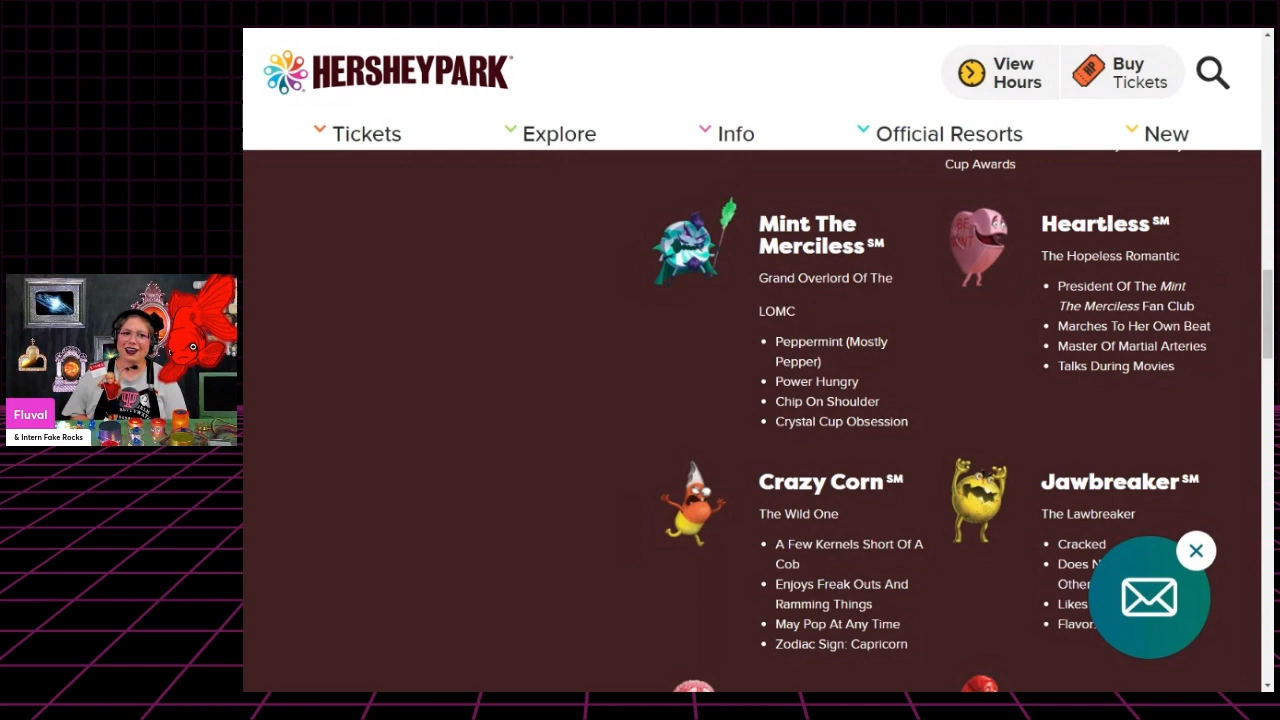 HERSHEYPARK
View
Hours
Buy
Tickets
Tickets
Explore
Info
Official Resorts
New
Cup Awards
Mint The
Merciless℠
Grand Overlord Of The
LOMC
• Peppermint (Mostly
Pepper)
• Power Hungry
• Chip On Shoulder
• Crystal Cup Obsession
Heartless℠
The Hopeless Romantic
• President Of The Mint
The Merciless Fan Club
• Marches To Her Own Beat
• Master Of Martial Arteries
• Talks During Movies
Crazy Corn℠
The Wild One
• A Few Kernels Short Of A
Cob
• Enjoys Freak Outs And
Ramming Things
• May Pop At Any Time
• Zodiac Sign: Capricorn
Jawbreaker℠
The Lawbreaker
• Cracked
• Does
Other
• Likes
• Flavor
Fluval
& Intern Fake Rocks